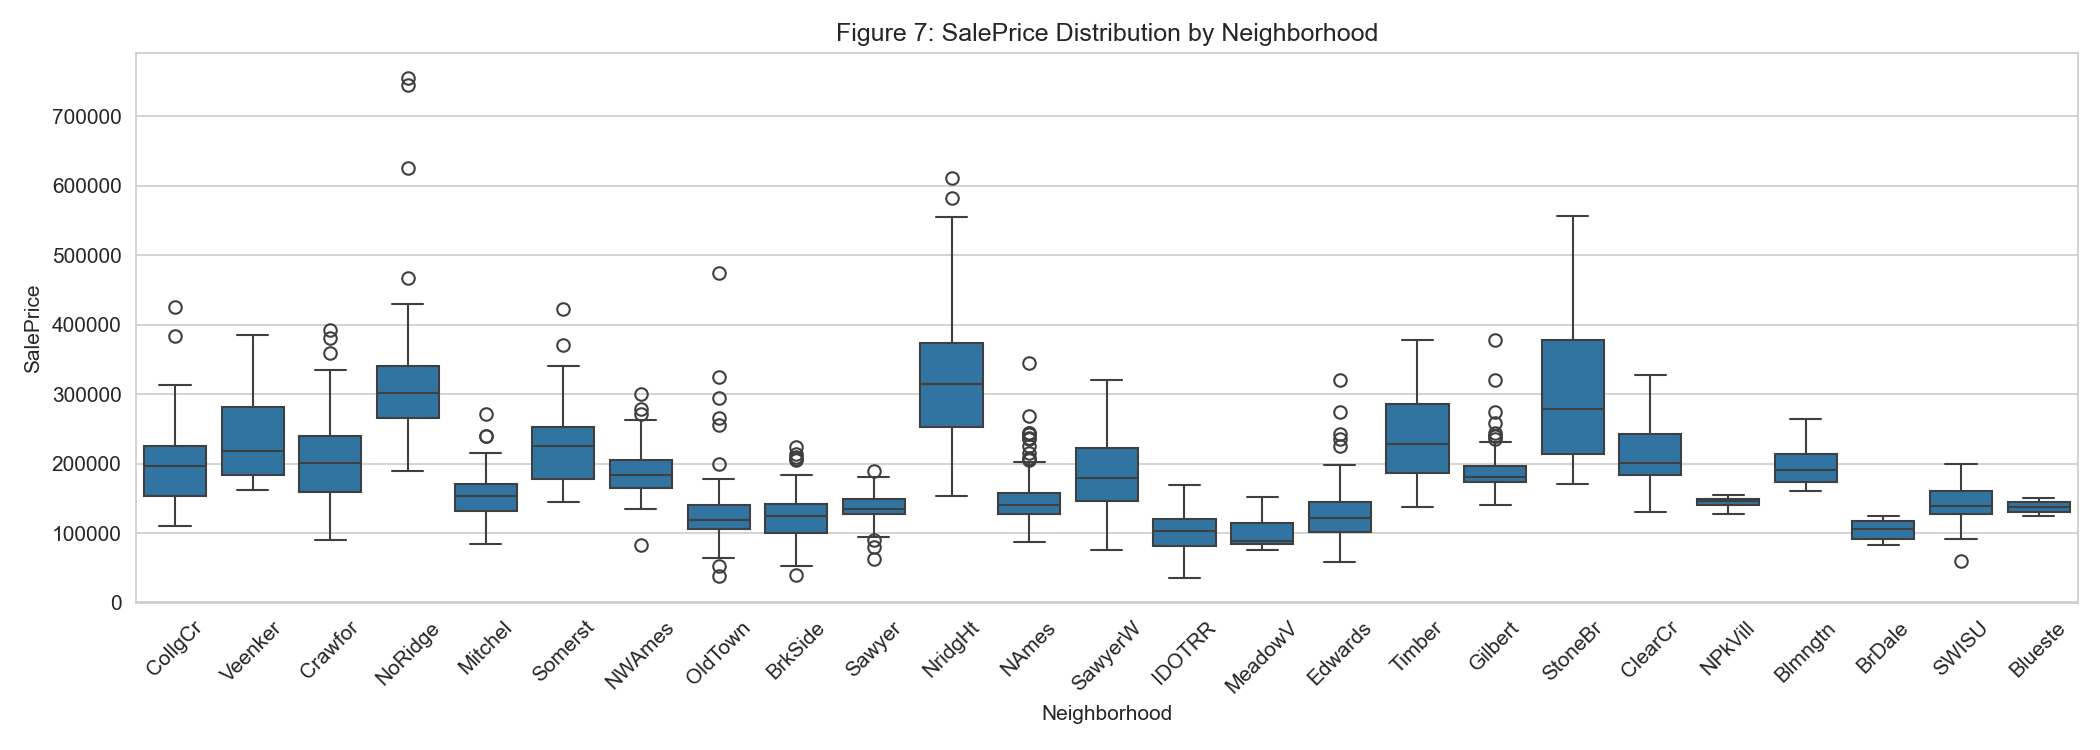 Figure 7: SalePrice Distribution by Neighborhood
700000
600000
500000
400000
300000
200000
100000
0
SalePrice
CollgCr
Veenker
Crawfor
NoRidge
Mitchel
Somerst
NWAmes
OldTown
BrkSide
Sawyer
NridgHt
NAmes
SawyerW
IDOTRR
MeadowV
Edwards
Timber
Gilbert
StoneBr
ClearCr
NPkVill
Blmngtn
BrDale
SWISU
Blueste
Neighborhood